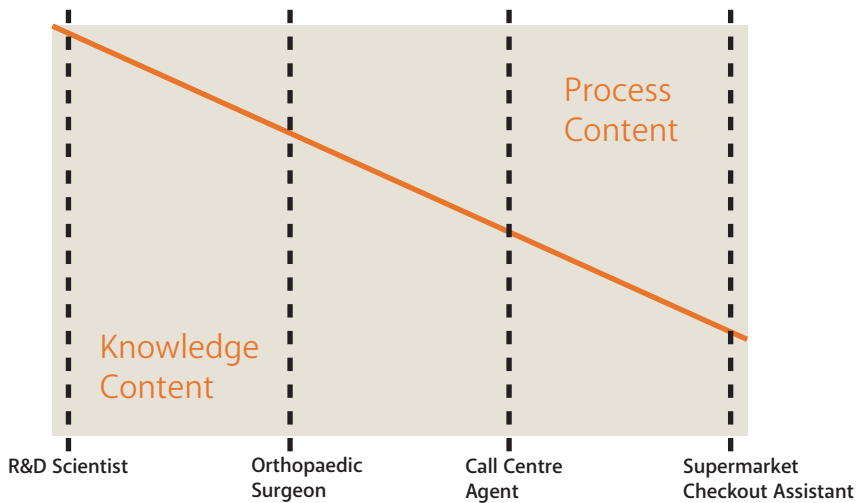 Process
Content
Knowledge
Content
R&D Scientist
Orthopaedic
Surgeon
Call Centre
Agent
Supermarket
Checkout Assistant